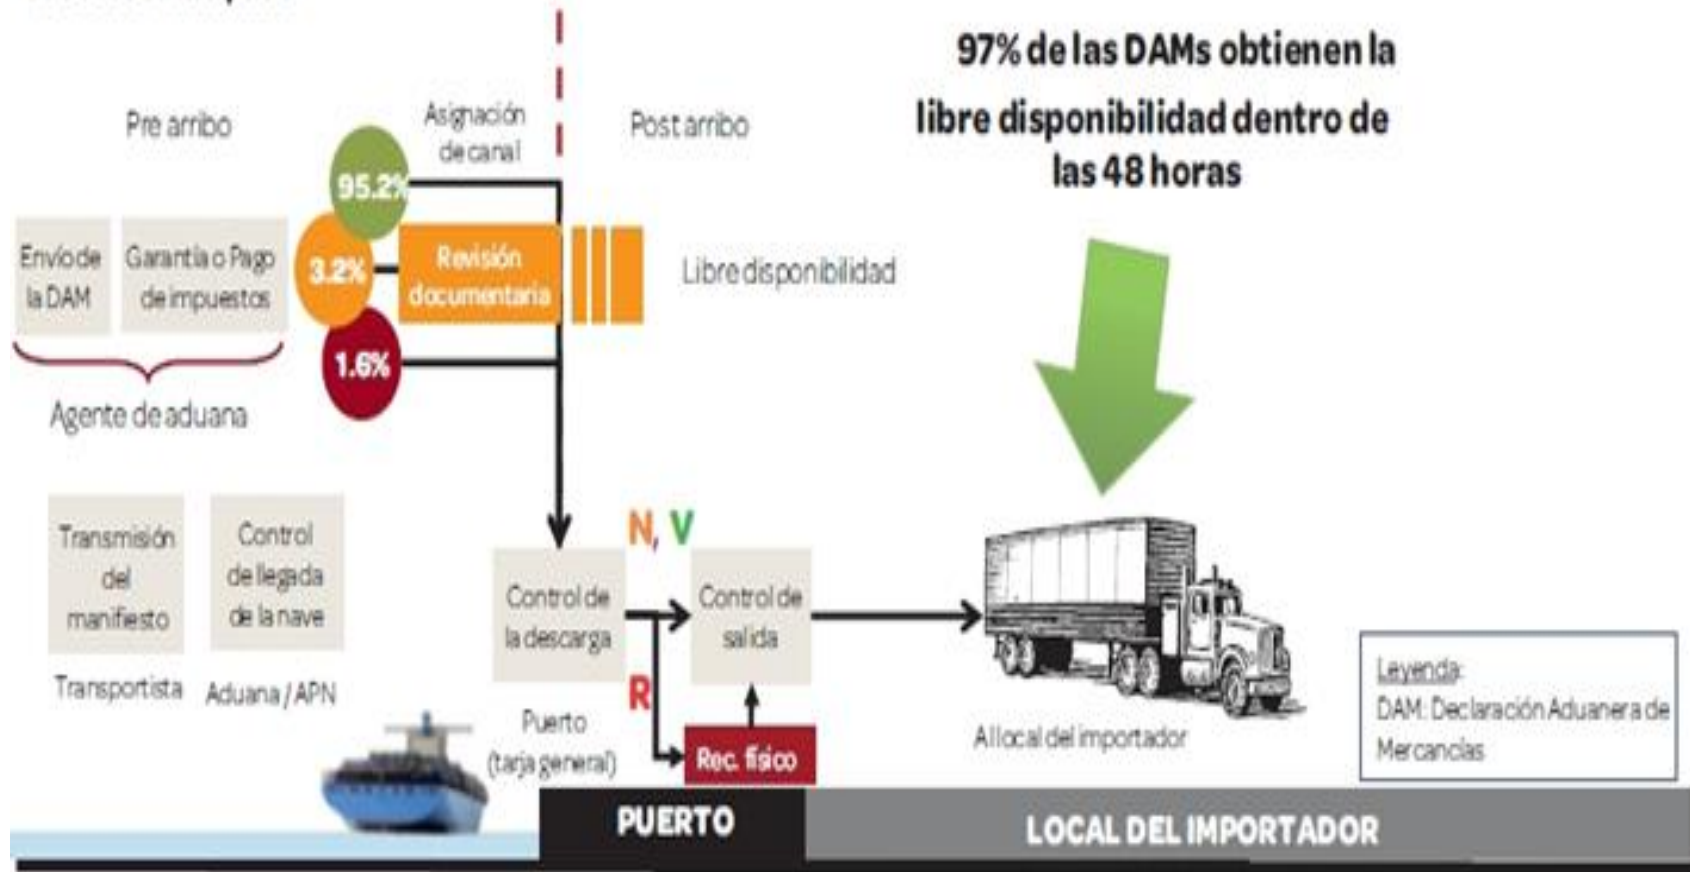 97% de las DAMs obtienen la
libre disponibilidad dentro de
las 48 horas
Pre arribo
Asignación
de canal
Post arribo
95.2%
Envío de
la DAM
Garantía o Pago
de impuestos
3.2%
Revisión
documentaria
Libre disponibilidad
1.6%
Agente de aduana
Transmisión
del
manifiesto
Control
de llegada
de la nave
Transportista
Aduana / APN
N, V
Control de
la descarga
Control de
salida
R
Puerto
(tarja general)
Rec. físico
Al local del importador
Leyenda:
DAM: Declaración Aduanera de
Mercancías
PUERTO
LOCAL DEL IMPORTADOR